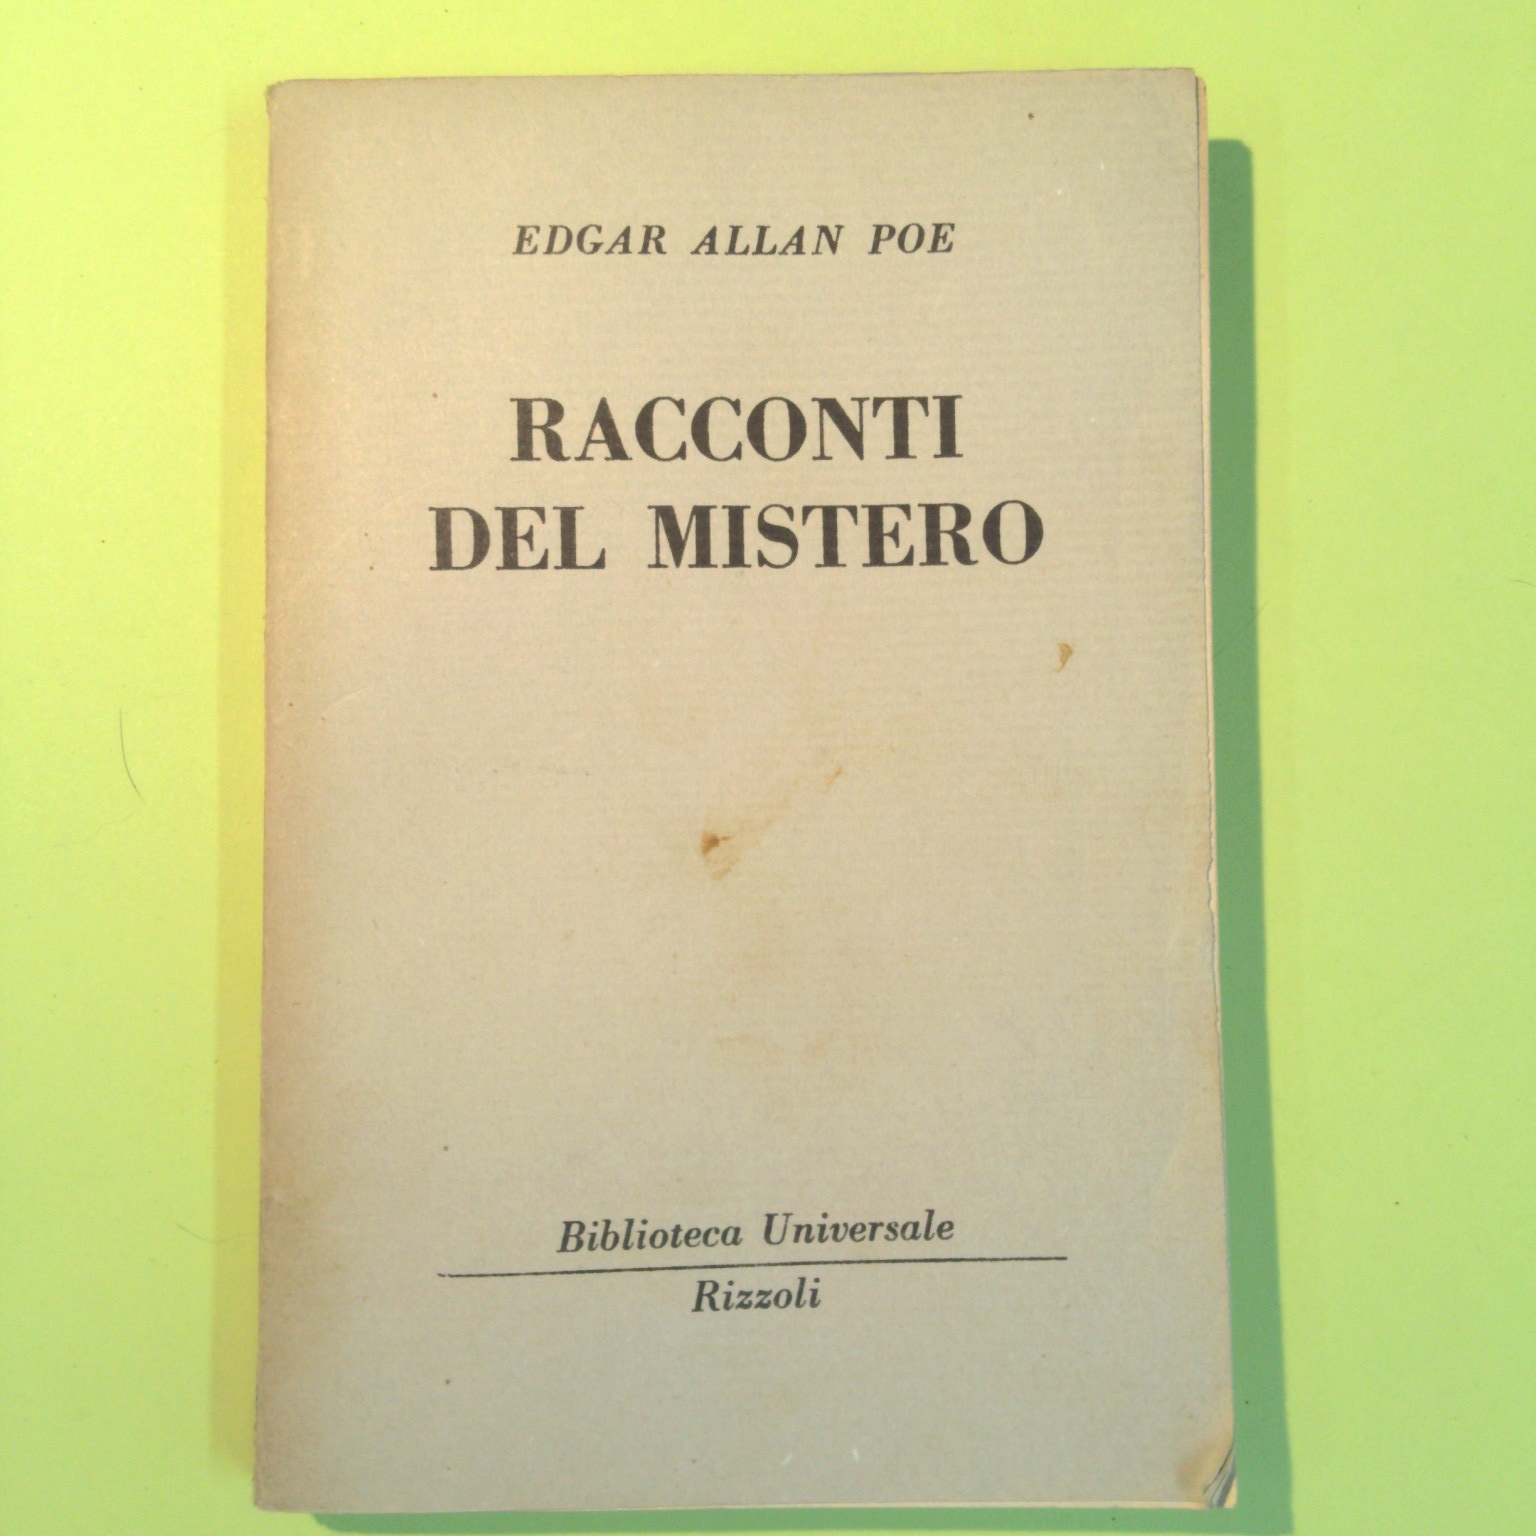 EDGAR ALLAN POE
RACCONTI
DEL MISTERO
Biblioteca Universale
Rizzoli